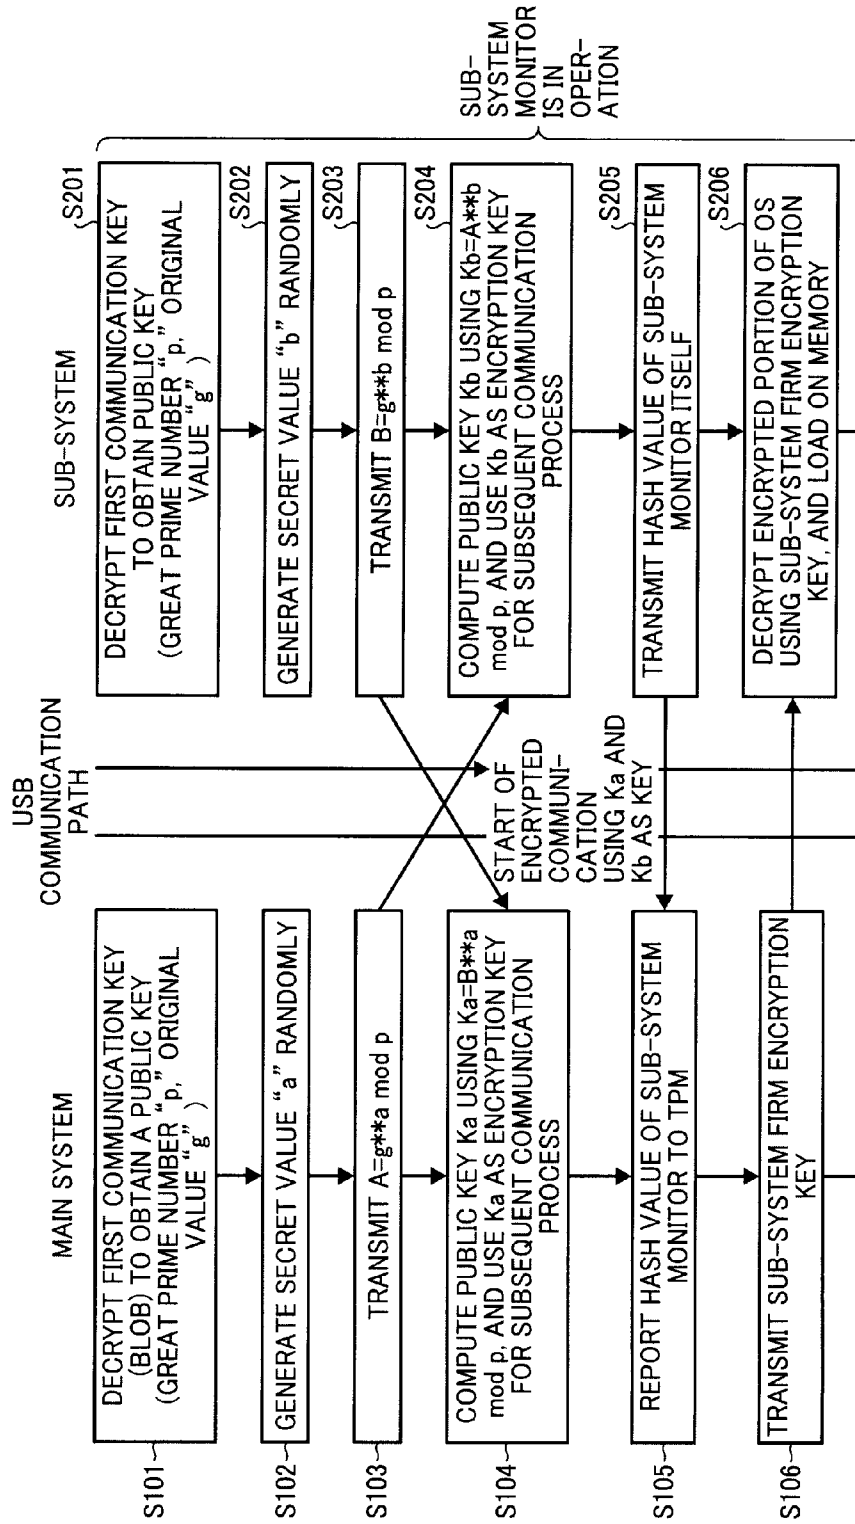 MAIN SYSTEM
USB
COMMUNICATION
PATH
SUB-SYSTEM
S101
DECRYPT FIRST COMMUNICATION KEY
(BLOB) TO OBTAIN A PUBLIC KEY
(GREAT PRIME NUMBER “p,” ORIGINAL
VALUE “g” )
S201
DECRYPT FIRST COMMUNICATION KEY
TO OBTAIN PUBLIC KEY
(GREAT PRIME NUMBER “p,” ORIGINAL
VALUE “g” )
S102
GENERATE SECRET VALUE “a” RANDOMLY
S202
GENERATE SECRET VALUE “b” RANDOMLY
S103
TRANSMIT A=g**a mod p
S203
TRANSMIT B=g**b mod p
S104
COMPUTE PUBLIC KEY Ka USING Ka=B**a
mod p, AND USE Ka AS ENCRYPTION KEY
FOR SUBSEQUENT COMMUNICATION
PROCESS
S204
COMPUTE PUBLIC KEY Kb USING Kb=A**b
mod p, AND USE Kb AS ENCRYPTION KEY
FOR SUBSEQUENT COMMUNICATION
PROCESS
START OF
ENCRYPTED
COMMUNI-
CATION
USING Ka AND
Kb AS KEY
S105
REPORT HASH VALUE OF SUB-SYSTEM
MONITOR TO TPM
S205
TRANSMIT HASH VALUE OF SUB-SYSTEM
MONITOR ITSELF
S106
TRANSMIT SUB-SYSTEM FIRM ENCRYPTION
KEY
S206
DECRYPT ENCRYPTED PORTION OF OS
USING SUB-SYSTEM FIRM ENCRYPTION
KEY, AND LOAD ON MEMORY
SUB-
SYSTEM
MONITOR
IS IN
OPER-
ATION